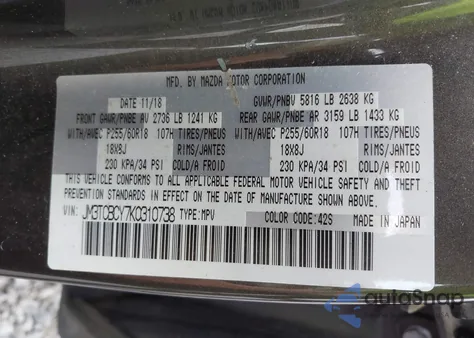 MFD. BY MAZDA MOTOR CORPORATION
DATE 11/18 GVWR/PNBV 5816 LB 2638 KG
FRONT GAWR/PNBE AV 2736 LB 1241 KG REAR GAWR/PNBE AR 3159 LB 1433 KG
WITH/AVEC P255/60R18 107H TIRES/PNEUS WITH/AVEC P255/60R18 107H TIRES/PNEUS
18X8J RIMS/JANTES 18X8J RIMS/JANTES
230 KPA/34 PSI COLD/A FROID 230 KPA/34 PSI COLD/A FROID
THIS VEHICLE CONFORMS TO ALL APPLICABLE FEDERAL MOTOR VEHICLE SAFETY AND THEFT
PREVENTION STANDARDS IN EFFECT ON THE DATE OF MANUFACTURE SHOWN ABOVE.
VIN: JM3TCBCY7K0310738 TYPE:MPV COLOR CODE:42S MADE IN JAPAN
autoSnap